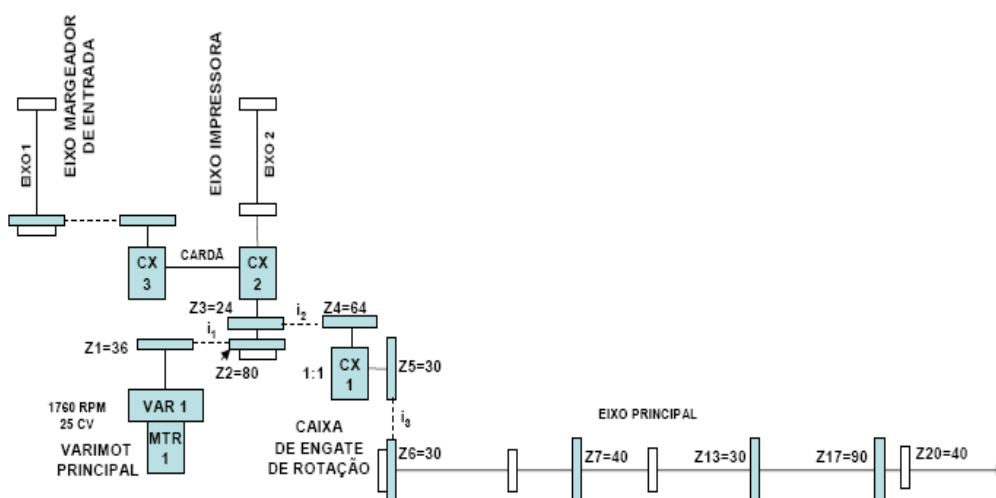 EIXO MARGEADOR
DE ENTRADA
EIXO 1
EIXO IMPRESSORA
EIXO 2
CX
3
CARDÃ
CX
2
Z3=24
i2
Z4=64
Z1=36
i1
Z2=80
1:1
CX
1
Z5=30
1760 RPM
25 CV
VAR 1
MTR
1
VARIMOT
PRINCIPAL
CAIXA
DE ENGATE
DE ROTAÇÃO
i3
EIXO PRINCIPAL
Z6=30
Z7=40
Z13=30
Z17=90
Z20=40